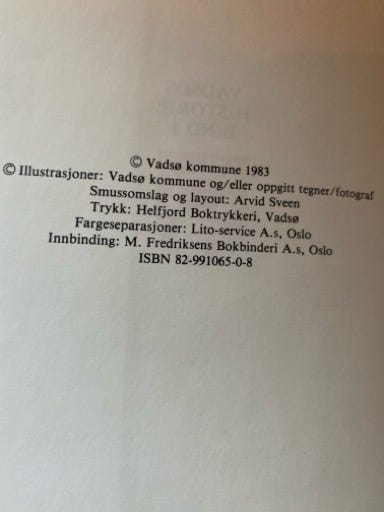 © Vadsø kommune 1983
© Illustrasjoner: Vadsø kommune og/eller oppgitt tegner/fotograf
Smussomslag og layout: Arvid Sveen
Trykk: Helfjord Boktrykkeri, Vadsø
Fargeseparasjoner: Lito-service A.s, Oslo
Innbinding: M. Fredriksens Bokbinderi A.s, Oslo
ISBN 82-991065-0-8